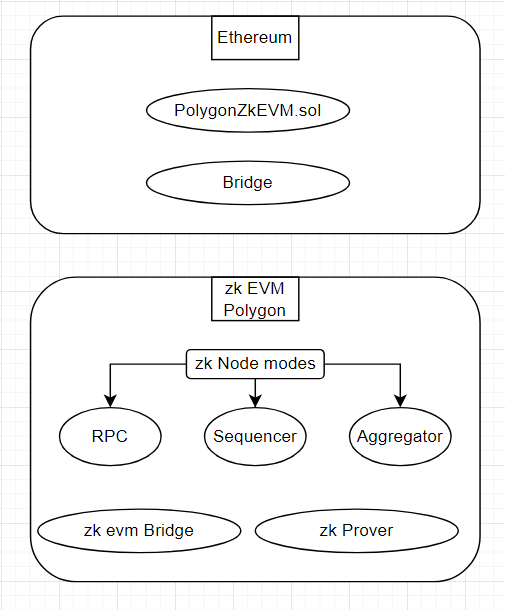 Ethereum
PolygonZkEVM.sol
Bridge
zk EVM
Polygon
zk Node modes
RPC
Sequencer
Aggregator
zk evm Bridge
zk Prover